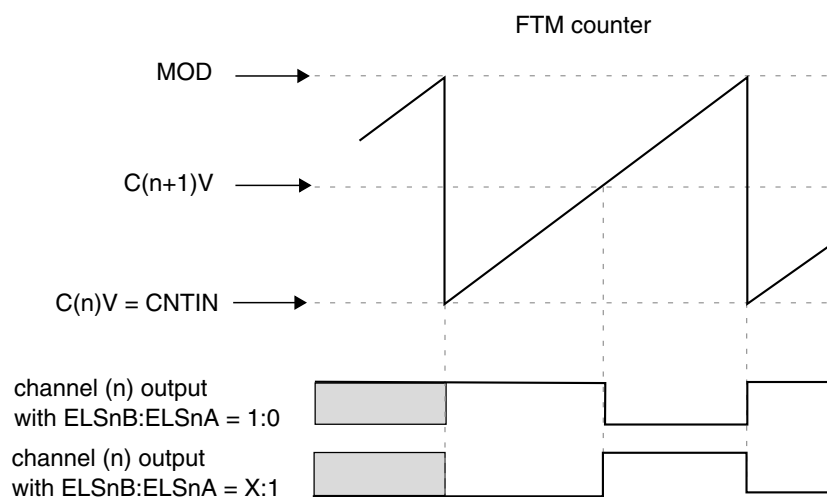 FTM counter
MOD
C(n+1)V
C(n)V = CNTIN
channel (n) output
with ELSnB:ELSnA = 1:0
channel (n) output
with ELSnB:ELSnA = X:1